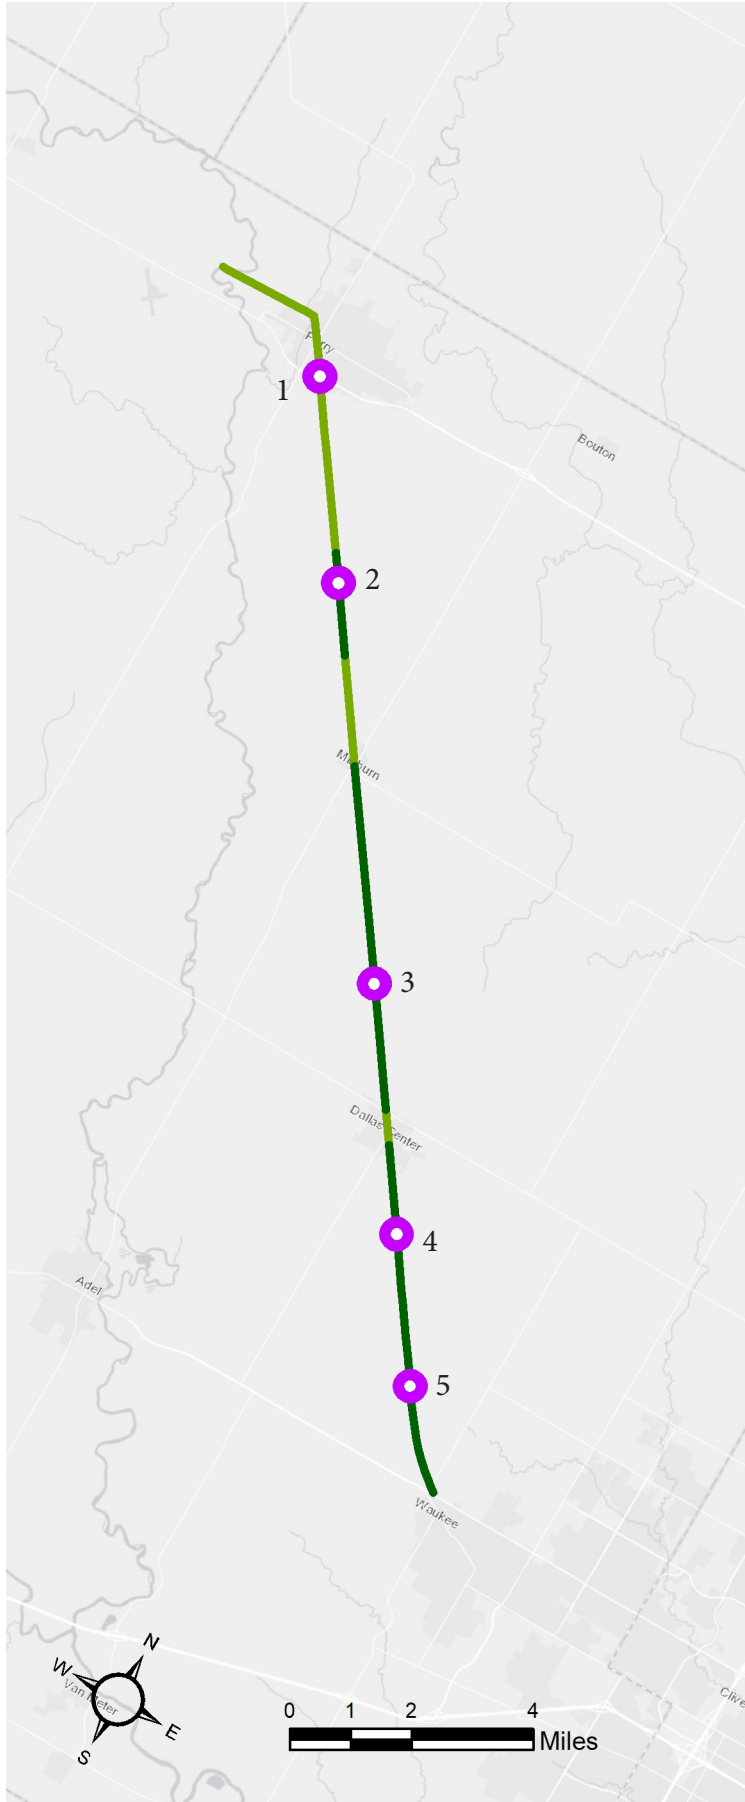 Perry
1
Bouton
2
Minburn
3
Dallas Center
4
Adel
5
Waukee
N
W
E
S
Van Meter
0 1 2 4
Miles
Clive